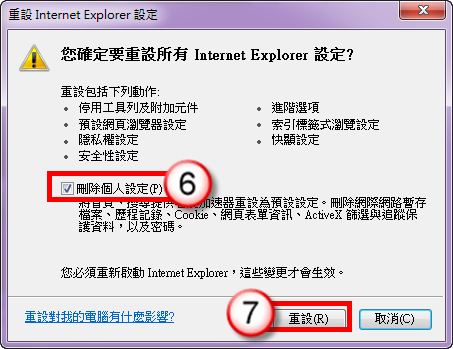 重設 Internet Explorer 設定
您確定要重設所有 Internet Explorer 設定?
重設包括下列動作:
• 停用工具列及附加元件
• 預設網頁瀏覽器設定
• 隱私權設定
• 安全性設定
• 進階選項
• 索引標籤式瀏覽設定
• 快顯設定
刪除個人設定(P)
6
將首頁、搜尋提供 加速器重設為預設設定。刪除網際網路暫存
檔案、歷程記錄、Cookie、網頁表單資訊、ActiveX 篩選與追蹤保
護資料，以及密碼。
您必須重新啟動 Internet Explorer，這些變更才會生效。
重設對我的電腦有什麼影響?
7
重設(R)
取消(C)